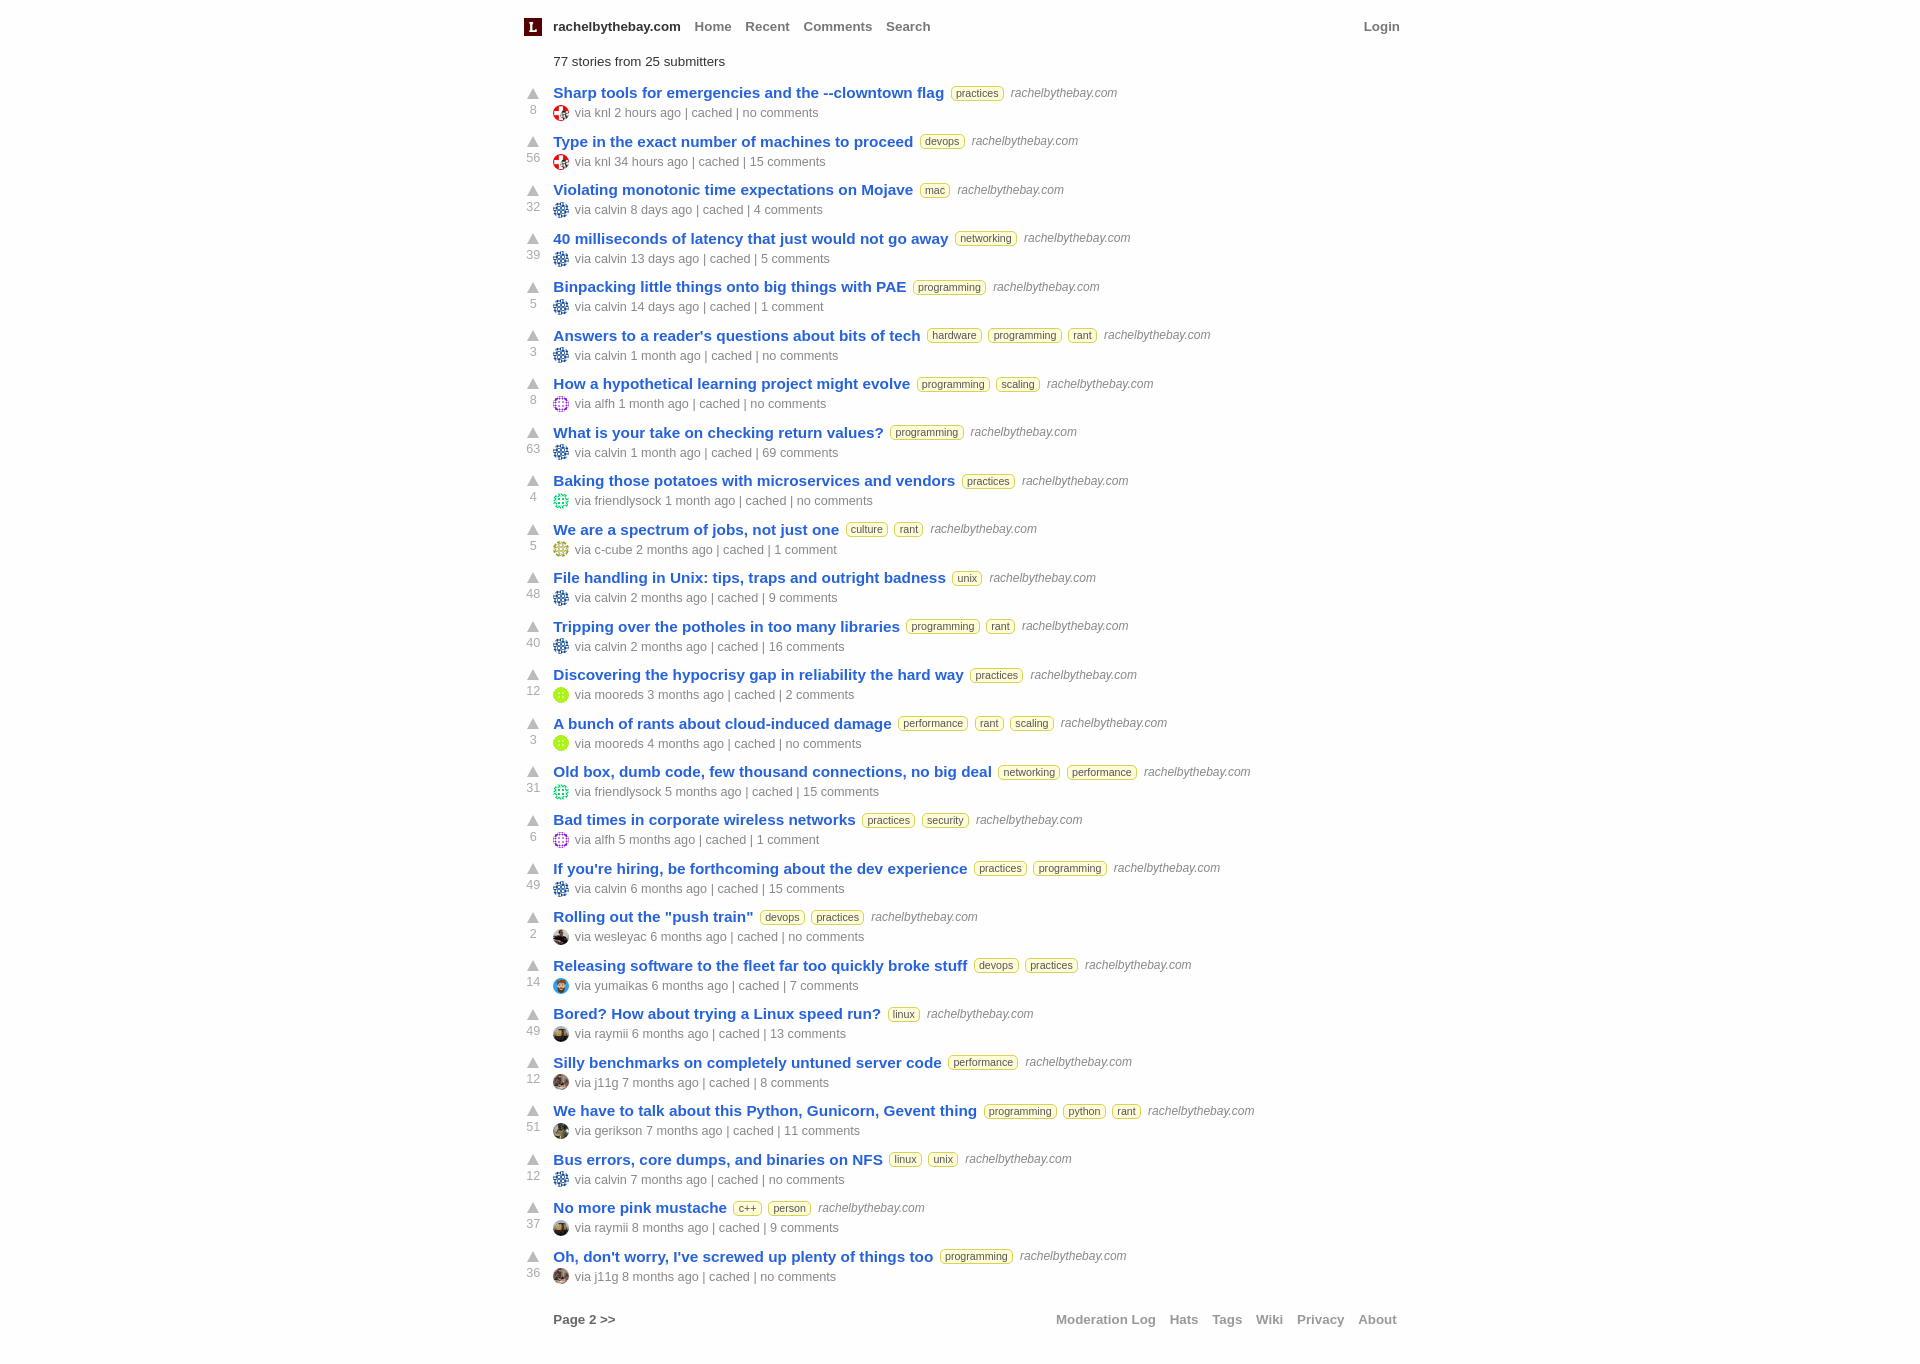 L rachelbythebay.com Home Recent Comments Search Login
77 stories from 25 submitters
Sharp tools for emergencies and the --clowntown flag practices rachelbythebay.com
8 via knl 2 hours ago | cached | no comments
Type in the exact number of machines to proceed devops rachelbythebay.com
56 via knl 34 hours ago | cached | 15 comments
Violating monotonic time expectations on Mojave mac rachelbythebay.com
32 via calvin 8 days ago | cached | 4 comments
40 milliseconds of latency that just would not go away networking rachelbythebay.com
39 via calvin 13 days ago | cached | 5 comments
Binpacking little things onto big things with PAE programming rachelbythebay.com
5 via calvin 14 days ago | cached | 1 comment
Answers to a reader's questions about bits of tech hardware programming rant rachelbythebay.com
3 via calvin 1 month ago | cached | no comments
How a hypothetical learning project might evolve programming scaling rachelbythebay.com
8 via alfh 1 month ago | cached | no comments
What is your take on checking return values? programming rachelbythebay.com
63 via calvin 1 month ago | cached | 69 comments
Baking those potatoes with microservices and vendors practices rachelbythebay.com
4 via friendlysock 1 month ago | cached | no comments
We are a spectrum of jobs, not just one culture rant rachelbythebay.com
5 via c-cube 2 months ago | cached | 1 comment
File handling in Unix: tips, traps and outright badness unix rachelbythebay.com
48 via calvin 2 months ago | cached | 9 comments
Tripping over the potholes in too many libraries programming rant rachelbythebay.com
40 via calvin 2 months ago | cached | 16 comments
Discovering the hypocrisy gap in reliability the hard way practices rachelbythebay.com
12 via mooreds 3 months ago | cached | 2 comments
A bunch of rants about cloud-induced damage performance rant scaling rachelbythebay.com
3 via mooreds 4 months ago | cached | no comments
Old box, dumb code, few thousand connections, no big deal networking performance rachelbythebay.com
31 via friendlysock 5 months ago | cached | 15 comments
Bad times in corporate wireless networks practices security rachelbythebay.com
6 via alfh 5 months ago | cached | 1 comment
If you're hiring, be forthcoming about the dev experience practices programming rachelbythebay.com
49 via calvin 6 months ago | cached | 15 comments
Rolling out the "push train" devops practices rachelbythebay.com
2 via wesleyac 6 months ago | cached | no comments
Releasing software to the fleet far too quickly broke stuff devops practices rachelbythebay.com
14 via yumaikas 6 months ago | cached | 7 comments
Bored? How about trying a Linux speed run? linux rachelbythebay.com
49 via raymii 6 months ago | cached | 13 comments
Silly benchmarks on completely untuned server code performance rachelbythebay.com
12 via j11g 7 months ago | cached | 8 comments
We have to talk about this Python, Gunicorn, Gevent thing programming python rant rachelbythebay.com
51 via gerikson 7 months ago | cached | 11 comments
Bus errors, core dumps, and binaries on NFS linux unix rachelbythebay.com
12 via calvin 7 months ago | cached | no comments
No more pink mustache c++ person rachelbythebay.com
37 via raymii 8 months ago | cached | 9 comments
Oh, don't worry, I've screwed up plenty of things too programming rachelbythebay.com
36 via j11g 8 months ago | cached | no comments
Page 2 >> Moderation Log Hats Tags Wiki Privacy About